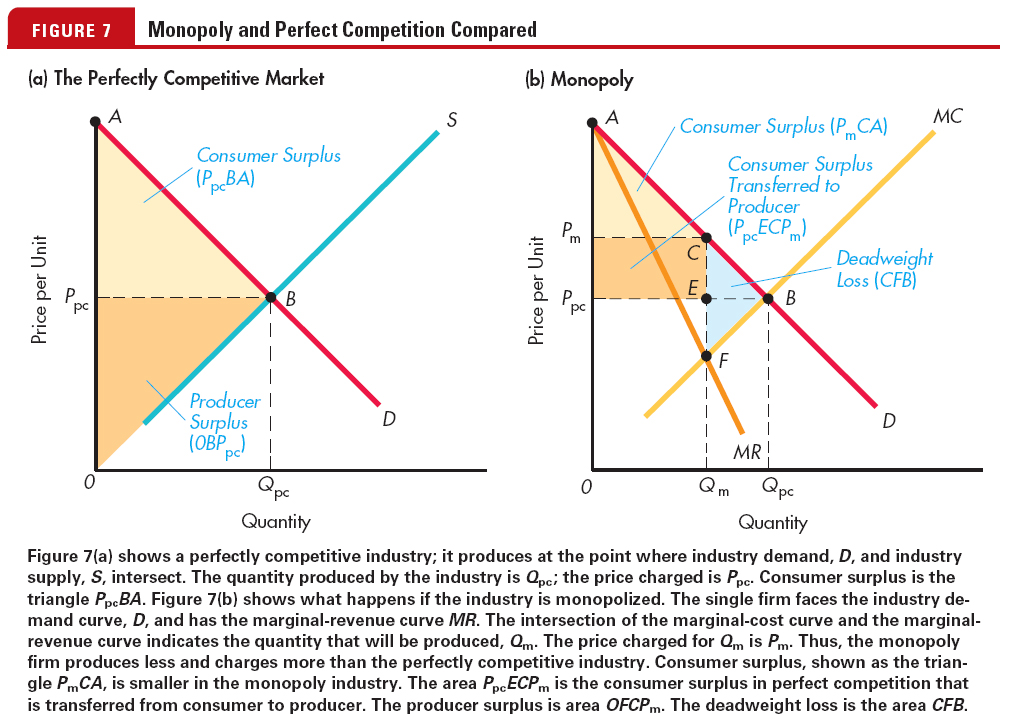 FIGURE 7 Monopoly and Perfect Competition Compared
(a) The Perfectly Competitive Market
A
S
Consumer Surplus
(PpcBA)
Price per Unit
Ppc
B
Producer
Surplus
(0BPpc)
D
0
Qpc
Quantity
(b) Monopoly
A
MC
Consumer Surplus (PmCA)
Consumer Surplus
Transferred to
Producer
(PpcECPm)
Pm
C
Deadweight
Loss (CFB)
Price per Unit
E
Ppc
B
F
D
MR
0
Qm
Qpc
Quantity
Figure 7(a) shows a perfectly competitive industry; it produces at the point where industry demand, D, and industry
supply, S, intersect. The quantity produced by the industry is Qpc; the price charged is Ppc. Consumer surplus is the
triangle PpcBA. Figure 7(b) shows what happens if the industry is monopolized. The single firm faces the industry de-
mand curve, D, and has the marginal-revenue curve MR. The intersection of the marginal-cost curve and the marginal-
revenue curve indicates the quantity that will be produced, Qm. The price charged for Qm is Pm. Thus, the monopoly
firm produces less and charges more than the perfectly competitive industry. Consumer surplus, shown as the trian-
gle PmCA, is smaller in the monopoly industry. The area PpcECPm is the consumer surplus in perfect competition that
is transferred from consumer to producer. The producer surplus is area OFCPm. The deadweight loss is the area CFB.